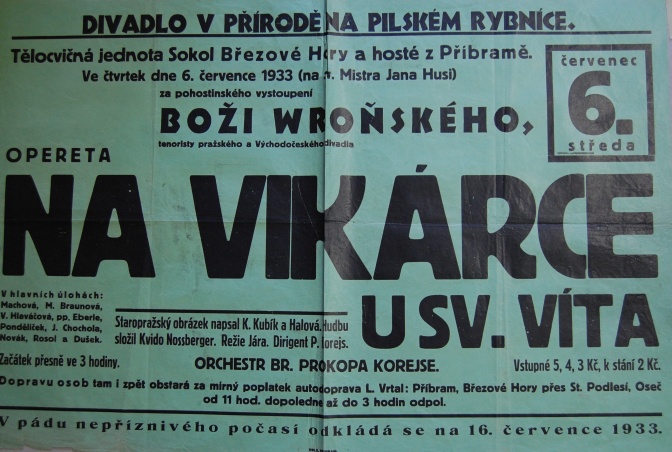 DIVADLO V PŘÍRODĚ NA PILSKÉM RYBNÍCE.
Tělocvičná jednota Sokol Březové Hory a hosté z Příbramě.
Ve čtvrtek dne 6. července 1933 (na sv. Mistra Jana Husi)
za pohostinského vystoupení
BOŽI WROŇSKÉHO,
tenoristy pražského a Východočeského divadla
červenec
6.
středa
OPERETA
NA VIKÁRCE
U SV. VÍTA
V hlavních úlohách:
Machová, M. Braunová,
V. Hlaváčová, pp. Eberle,
Pondělíček, J. Chochola,
Novák, Rosol a Dušek.
Staropražský obrázek napsal K. Kubík a Halová. Hudbu
složil Kvido Nossberger. Režie Jára. Dirigent P. Korejs.
Začátek přesně ve 3 hodiny.
ORCHESTR BR. PROKOPA KOREJSE.
Vstupné 5, 4, 3 Kč, k stání 2 Kč.
Dopravu osob tam i zpět obstará za mírný poplatek autodoprava L. Vrtal: Příbram, Březové Hory přes St. Podlesí, Oseč
od 11 hod. dopoledne až do 3 hodin odpol.
V pádu nepříznivého počasí odkládá se na 16. července 1933.